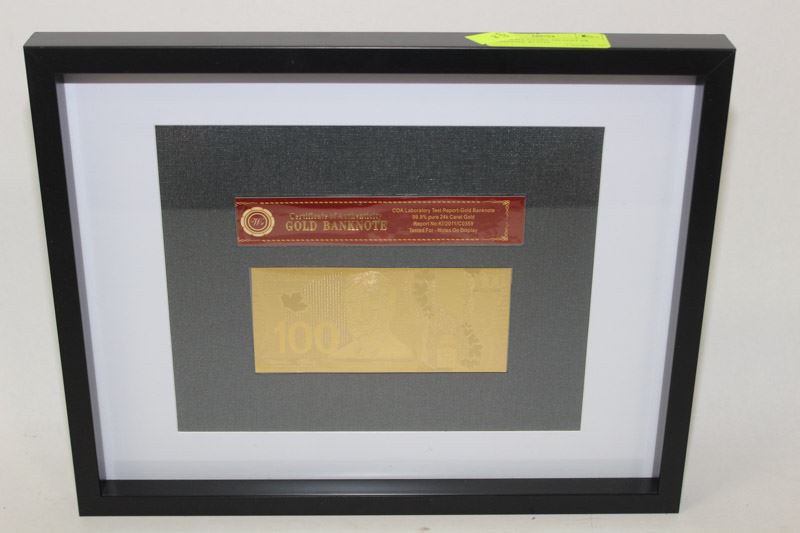 Certificate of Authenticity
GOLD BANKNOTE
COA Laboratory Test Report-Gold Banknote
99.9% pure 24k Carat Gold
Tested For - Notes On Display
100